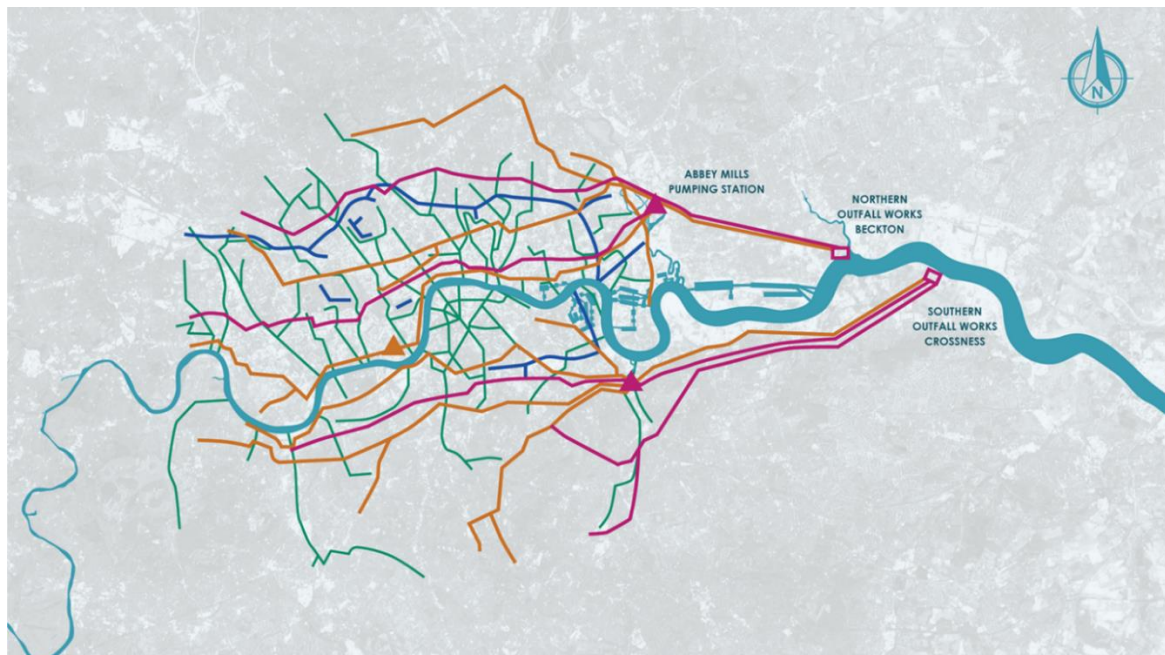 N
ABBEY MILLS
PUMPING STATION
NORTHERN
OUTFALL WORKS
BECKTON
SOUTHERN
OUTFALL WORKS
CROSSNESS